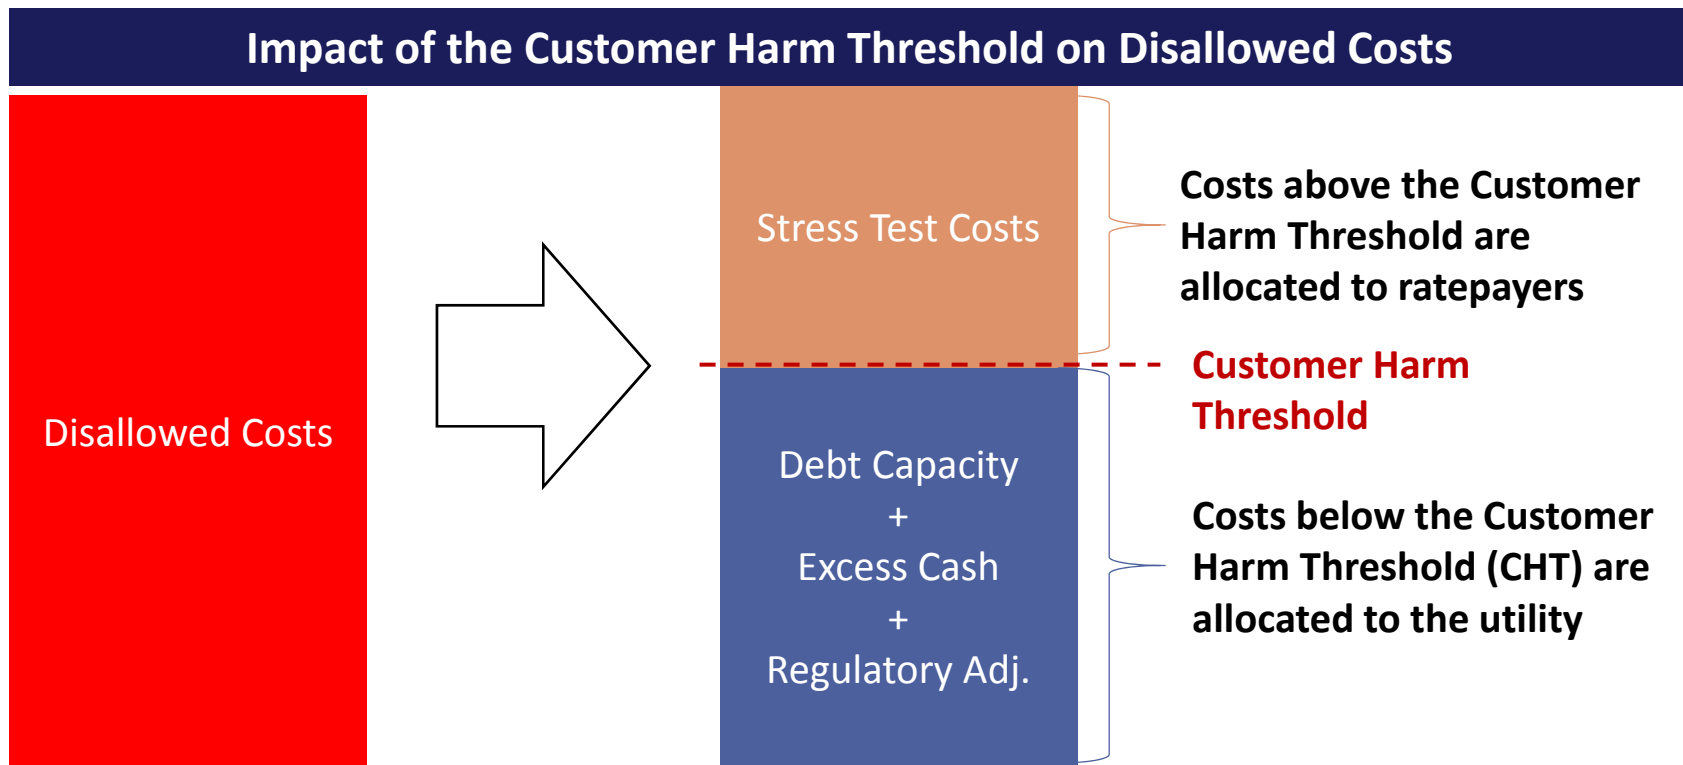 Impact of the Customer Harm Threshold on Disallowed Costs
Disallowed Costs
Stress Test Costs
Costs above the Customer
Harm Threshold are
allocated to ratepayers
Customer Harm
Threshold
Debt Capacity
+
Excess Cash
+
Regulatory Adj.
Costs below the Customer
Harm Threshold (CHT) are
allocated to the utility